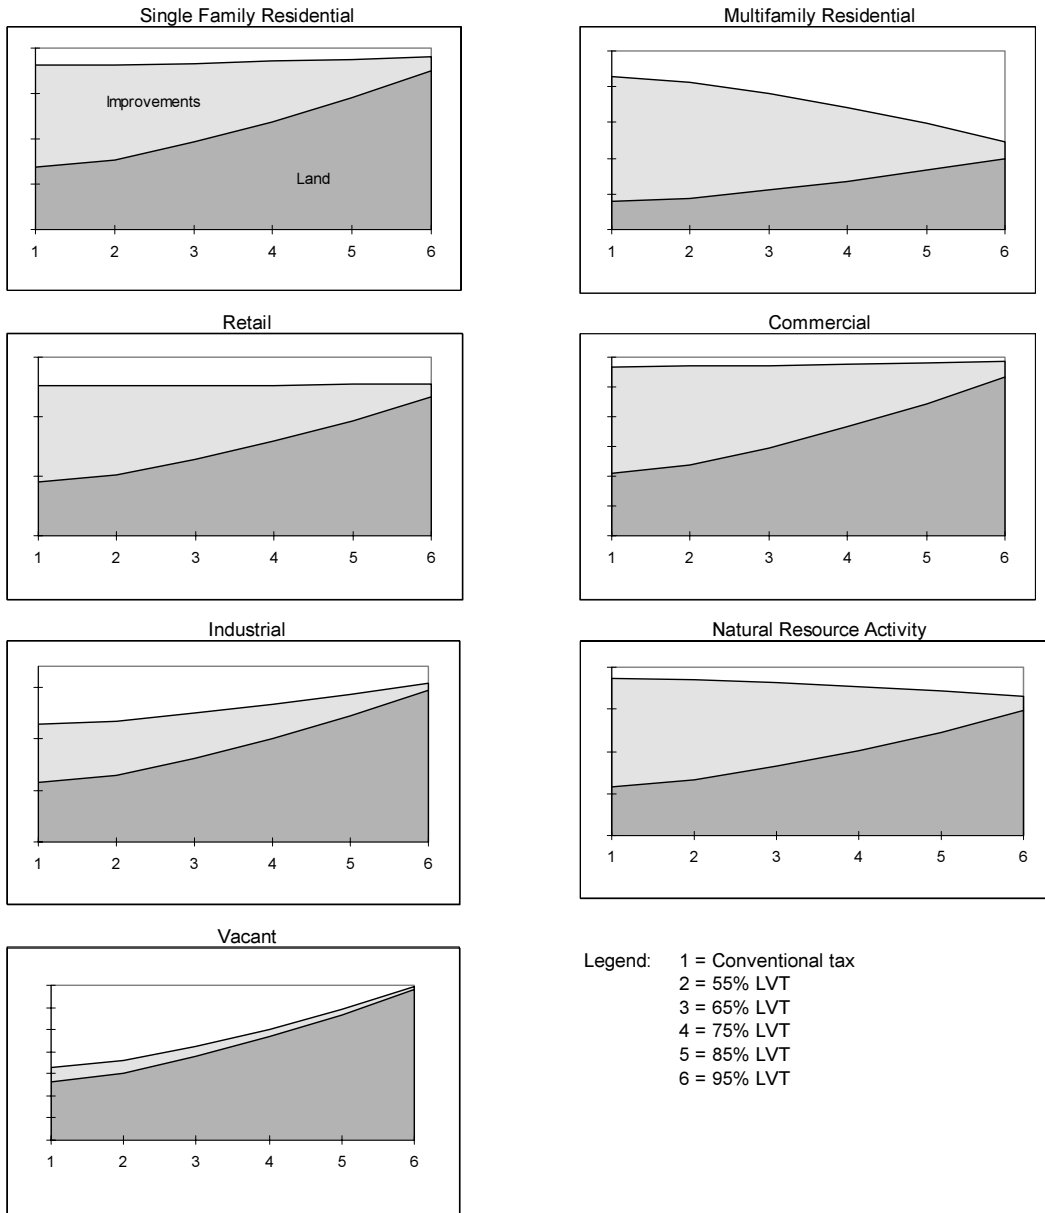 Single Family Residential
Improvements
Land
1 2 3 4 5 6
Multifamily Residential
1 2 3 4 5 6
Retail
1 2 3 4 5 6
Commercial
1 2 3 4 5 6
Industrial
1 2 3 4 5 6
Natural Resource Activity
1 2 3 4 5 6
Vacant
1 2 3 4 5 6
Legend: 1 = Conventional tax
2 = 55% LVT
3 = 65% LVT
4 = 75% LVT
5 = 85% LVT
6 = 95% LVT